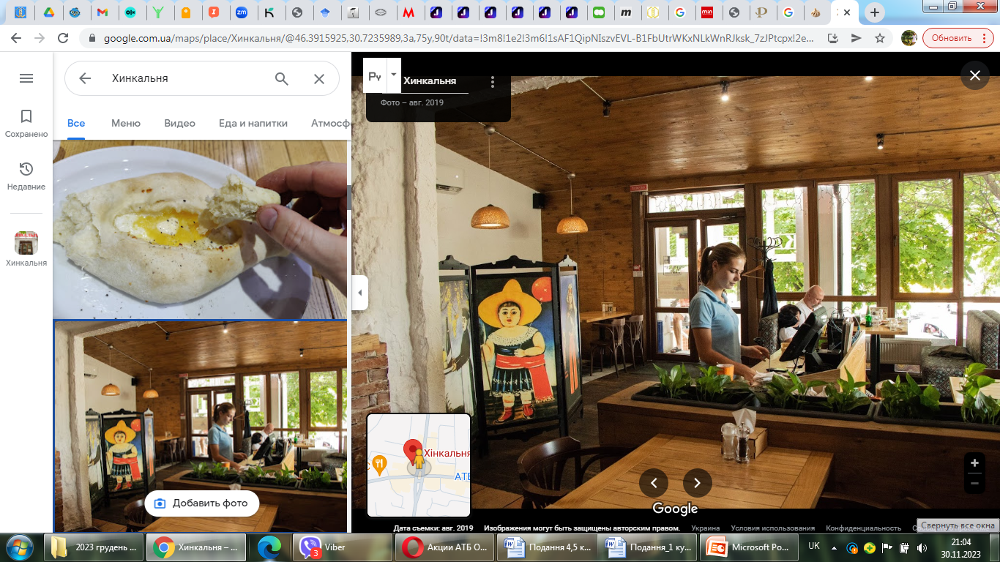 google.com.ua/maps/place/Хинкальня/@46.3915925,30.7235989,3a,75y,90t/data=!3m8!1e2!3m6!1sAF1QipNIszvEVL-B1FbUtrWKxNLkWnRJksk_7zJPtcpx!2e...
Обновить
Хинкальня
Все
Меню
Видео
Еда и напитки
Атмосф
Сохранено
Недавние
Хинкальня
Добавить фото
Хинкальня
Фото – авг. 2019
Хінкальня
АТБ
Google
Дата съемки: авг. 2019
Изображения могут быть защищены авторским правом.
Украина
Условия использования
Конфиденциальность
Свернуть все окна
2023 грудень ...
Хинкальня – ...
3
Viber
Акции АТБ О...
Подання 4,5 к...
Подання_1 ку...
Microsoft Po...
UK
21:04
30.11.2023